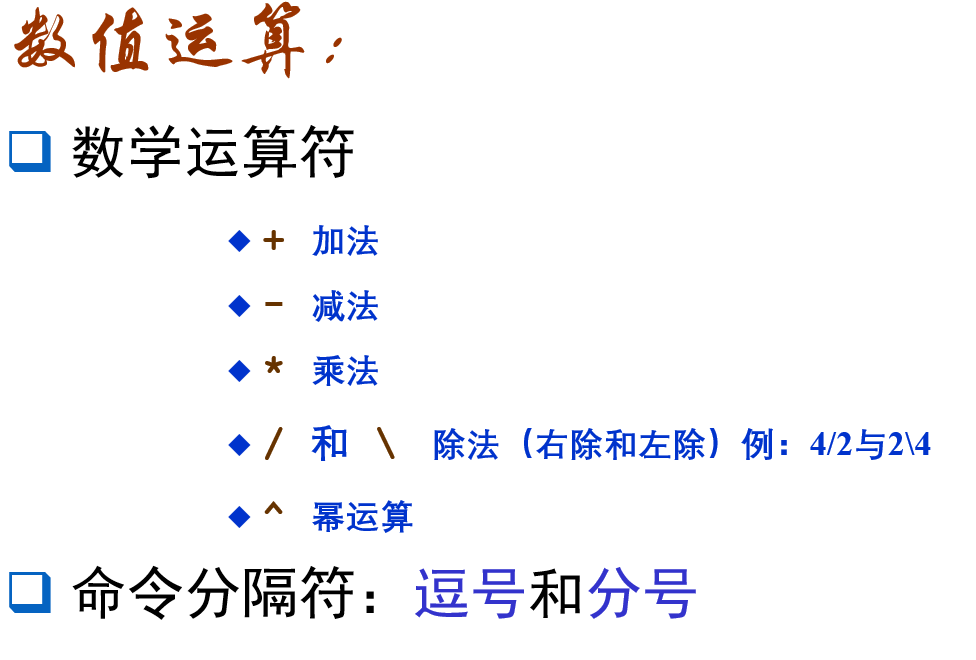 数值运算：
数学运算符
+ 加法
- 减法
* 乘法
/ 和 \ 除法（右除和左除）例：4/2与2\4
^ 幂运算
命令分隔符：逗号和分号